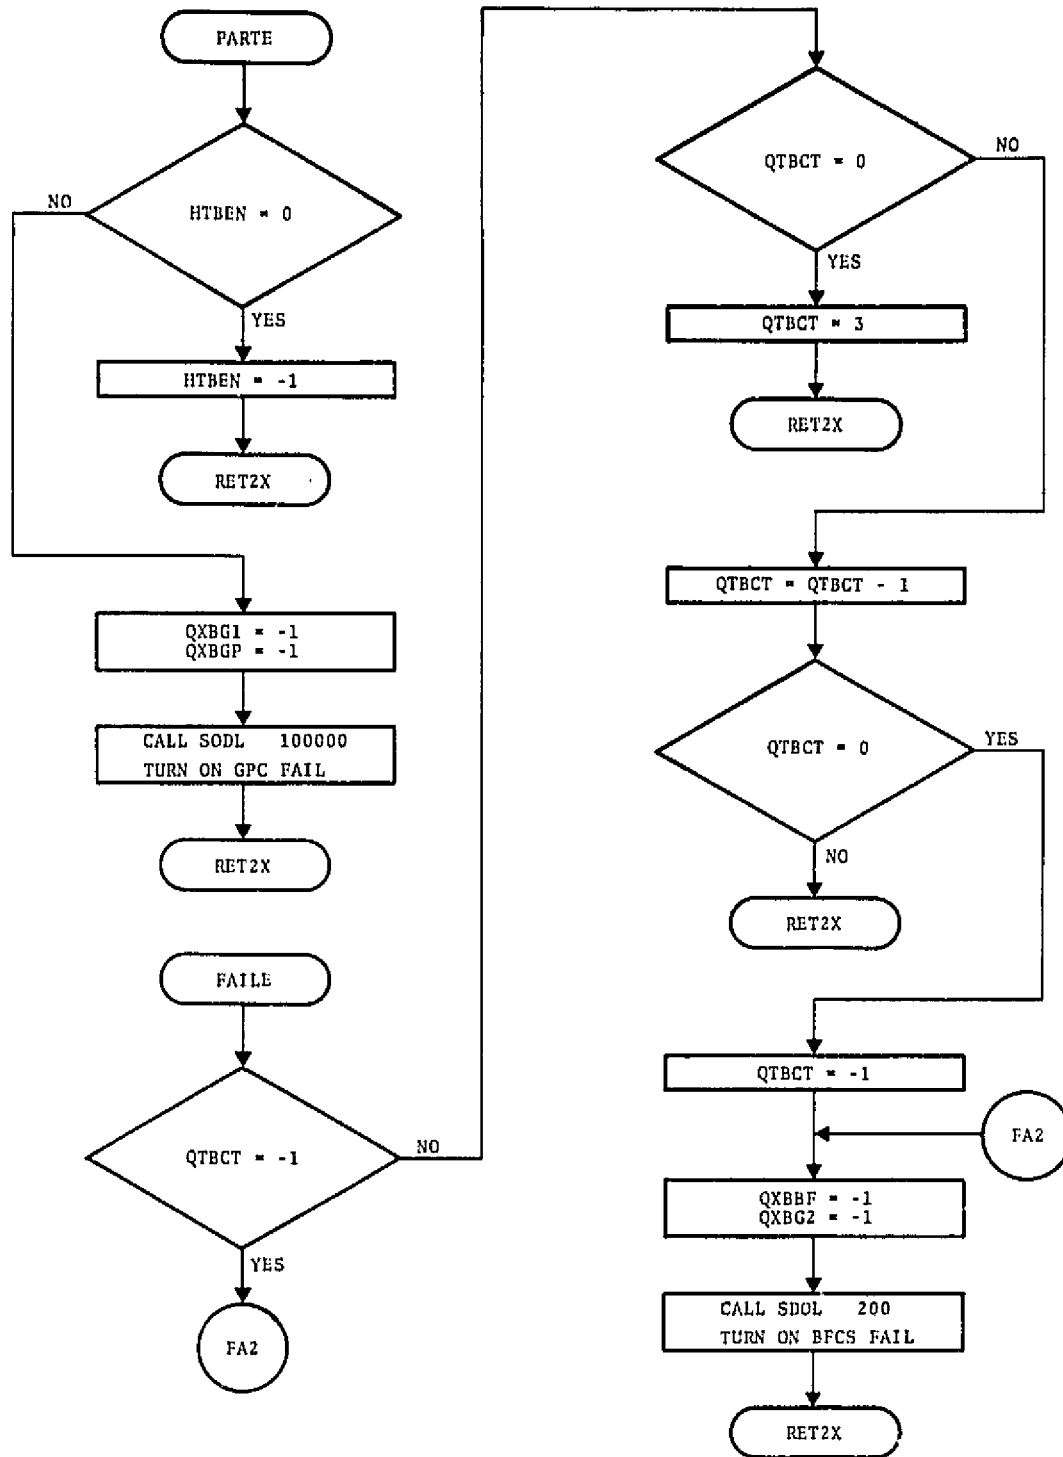 PARTE
HTBEN = 0
NO
YES
HTBEN = -1
RET2X
QXBG1 = -1
QXBGP = -1
CALL SODL 100000
TURN ON GPC FAIL
RET2X
FAILE
QTBCT = -1
NO
YES
FA2
QTBCT = 0
NO
YES
QTBCT = 3
RET2X
QTBCT = QTBCT - 1
QTBCT = 0
YES
NO
RET2X
QTBCT = -1
FA2
QXBBF = -1
QXBG2 = -1
CALL SDOL 200
TURN ON BFCS FAIL
RET2X